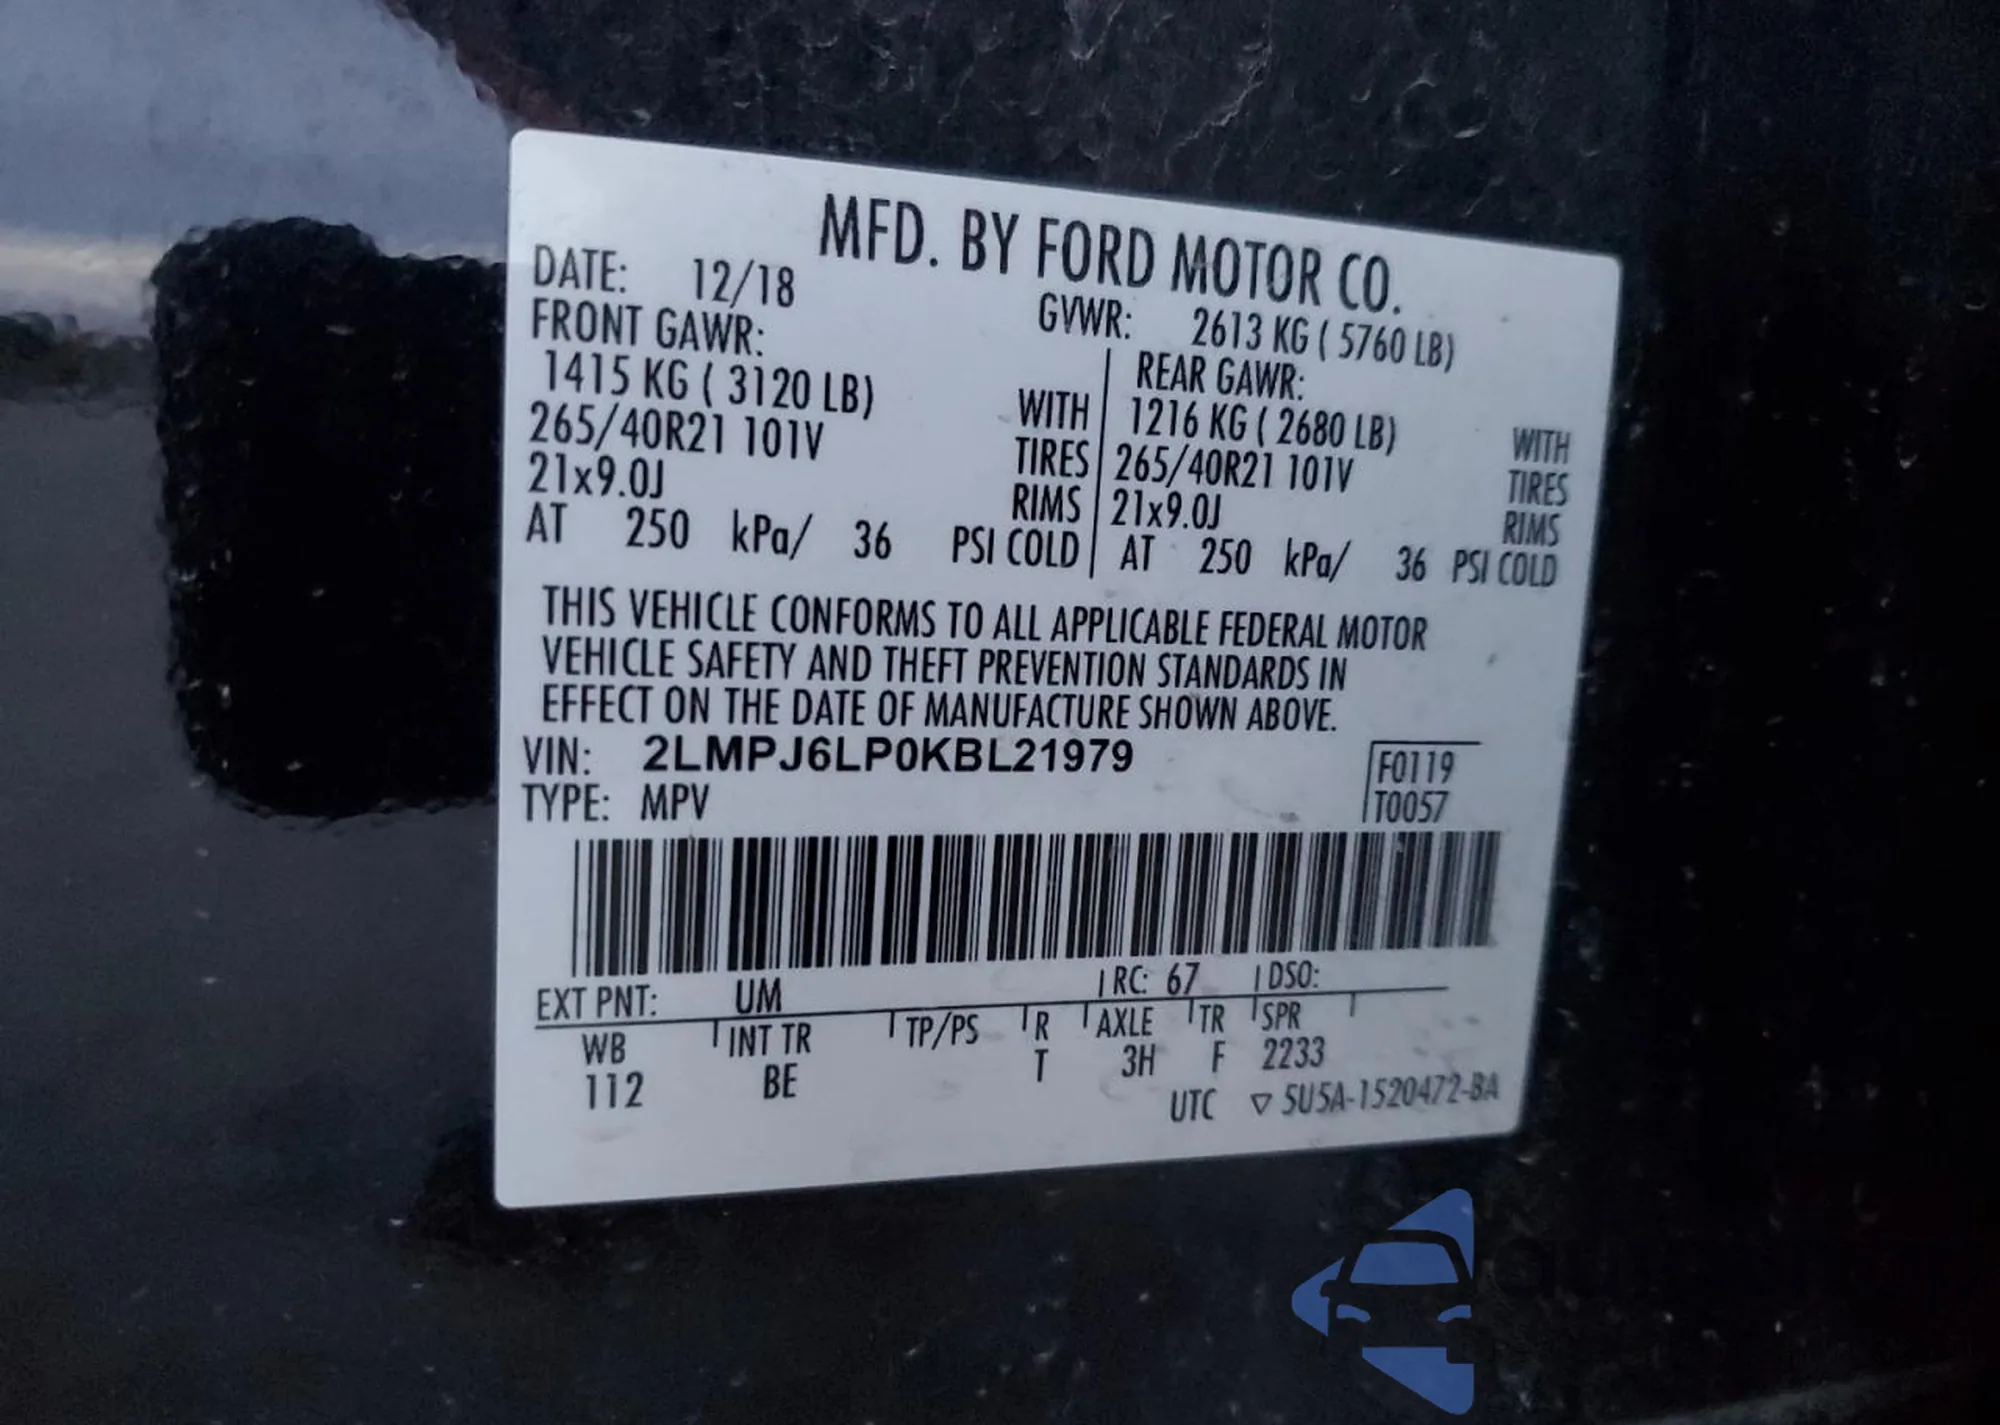 MFD. BY FORD MOTOR CO.
DATE: 12/18 GVWR: 2613 KG ( 5760 LB)
FRONT GAWR: REAR GAWR:
1415 KG ( 3120 LB) WITH 1216 KG ( 2680 LB) WITH
265/40R21 101V TIRES 265/40R21 101V TIRES
21x9.0J RIMS 21x9.0J RIMS
AT 250 kPa/ 36 PSI COLD AT 250 kPa/ 36 PSI COLD
THIS VEHICLE CONFORMS TO ALL APPLICABLE FEDERAL MOTOR
VEHICLE SAFETY AND THEFT PREVENTION STANDARDS IN
EFFECT ON THE DATE OF MANUFACTURE SHOWN ABOVE.
VIN: 2LMPJ6LP0KBL21979 F0119
TYPE: MPV T0057
EXT PNT: UM RC: 67 DSO:
WB INT TR TP/PS R AXLE TR SPR
112 BE T 3H F 2233
UTC ▽ 5U5A-1520472-BA